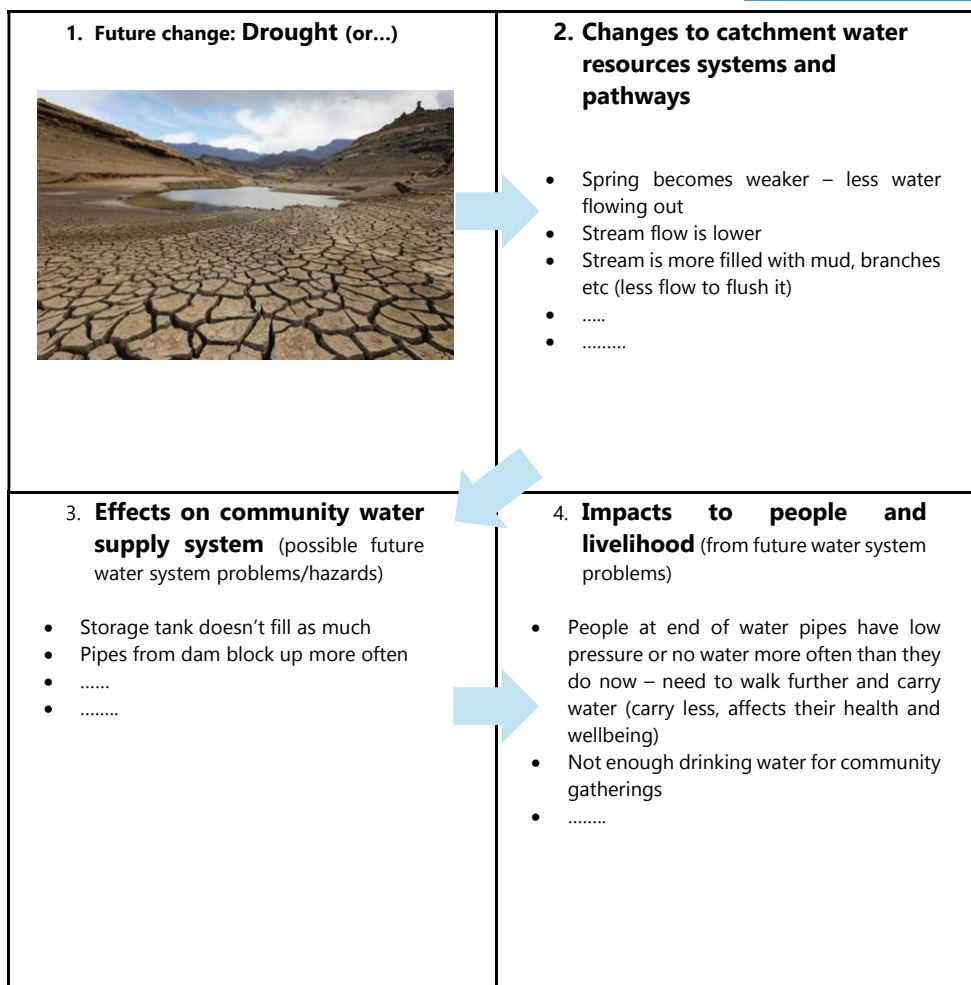 1. Future change: Drought (or…)
2. Changes to catchment water
resources systems and
pathways
• Spring becomes weaker – less water
flowing out
• Stream flow is lower
• Stream is more filled with mud, branches
etc (less flow to flush it)
• …..
• ………
3. Effects on community water
supply system (possible future
water system problems/hazards)
• Storage tank doesn’t fill as much
• Pipes from dam block up more often
• ……
• ……..
4. Impacts to people and
livelihood (from future water system
problems)
• People at end of water pipes have low
pressure or no water more often than they
do now – need to walk further and carry
water (carry less, affects their health and
wellbeing)
• Not enough drinking water for community
gatherings
• ……..